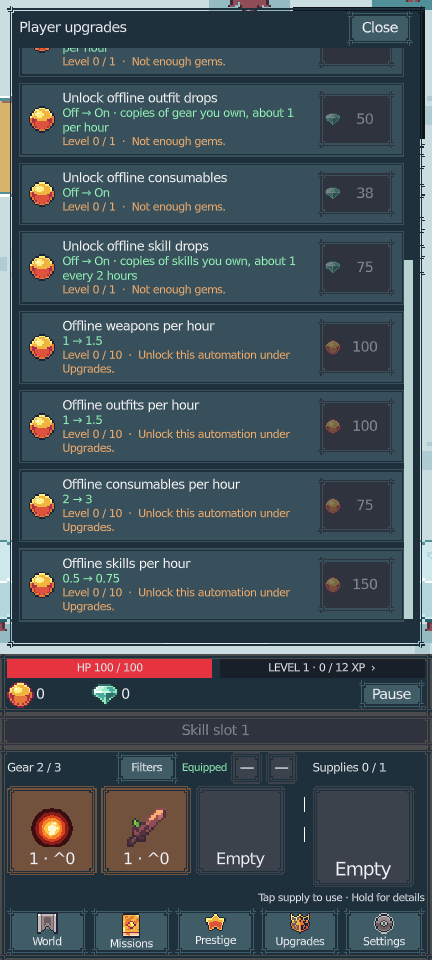 Player upgrades
Close
per hour
Level 0 / 1 · Not enough gems.
Unlock offline outfit drops
Off → On · copies of gear you own, about 1
per hour
Level 0 / 1 · Not enough gems.
50
Unlock offline consumables
Off → On
Level 0 / 1 · Not enough gems.
38
Unlock offline skill drops
Off → On · copies of skills you own, about 1
every 2 hours
Level 0 / 1 · Not enough gems.
75
Offline weapons per hour
1 → 1.5
Level 0 / 10 · Unlock this automation under
Upgrades.
100
Offline outfits per hour
1 → 1.5
Level 0 / 10 · Unlock this automation under
Upgrades.
100
Offline consumables per hour
2 → 3
Level 0 / 10 · Unlock this automation under
Upgrades.
75
Offline skills per hour
0.5 → 0.75
Level 0 / 10 · Unlock this automation under
Upgrades.
150
HP 100 / 100
LEVEL 1 · 0 / 12 XP ›
0
0
Pause
Skill slot 1
Gear 2 / 3
Filters
Equipped
—
—
Supplies 0 / 1
1 · ^0
1 · ^0
Empty
Empty
Tap supply to use · Hold for details
World
Missions
Prestige
Upgrades
Settings